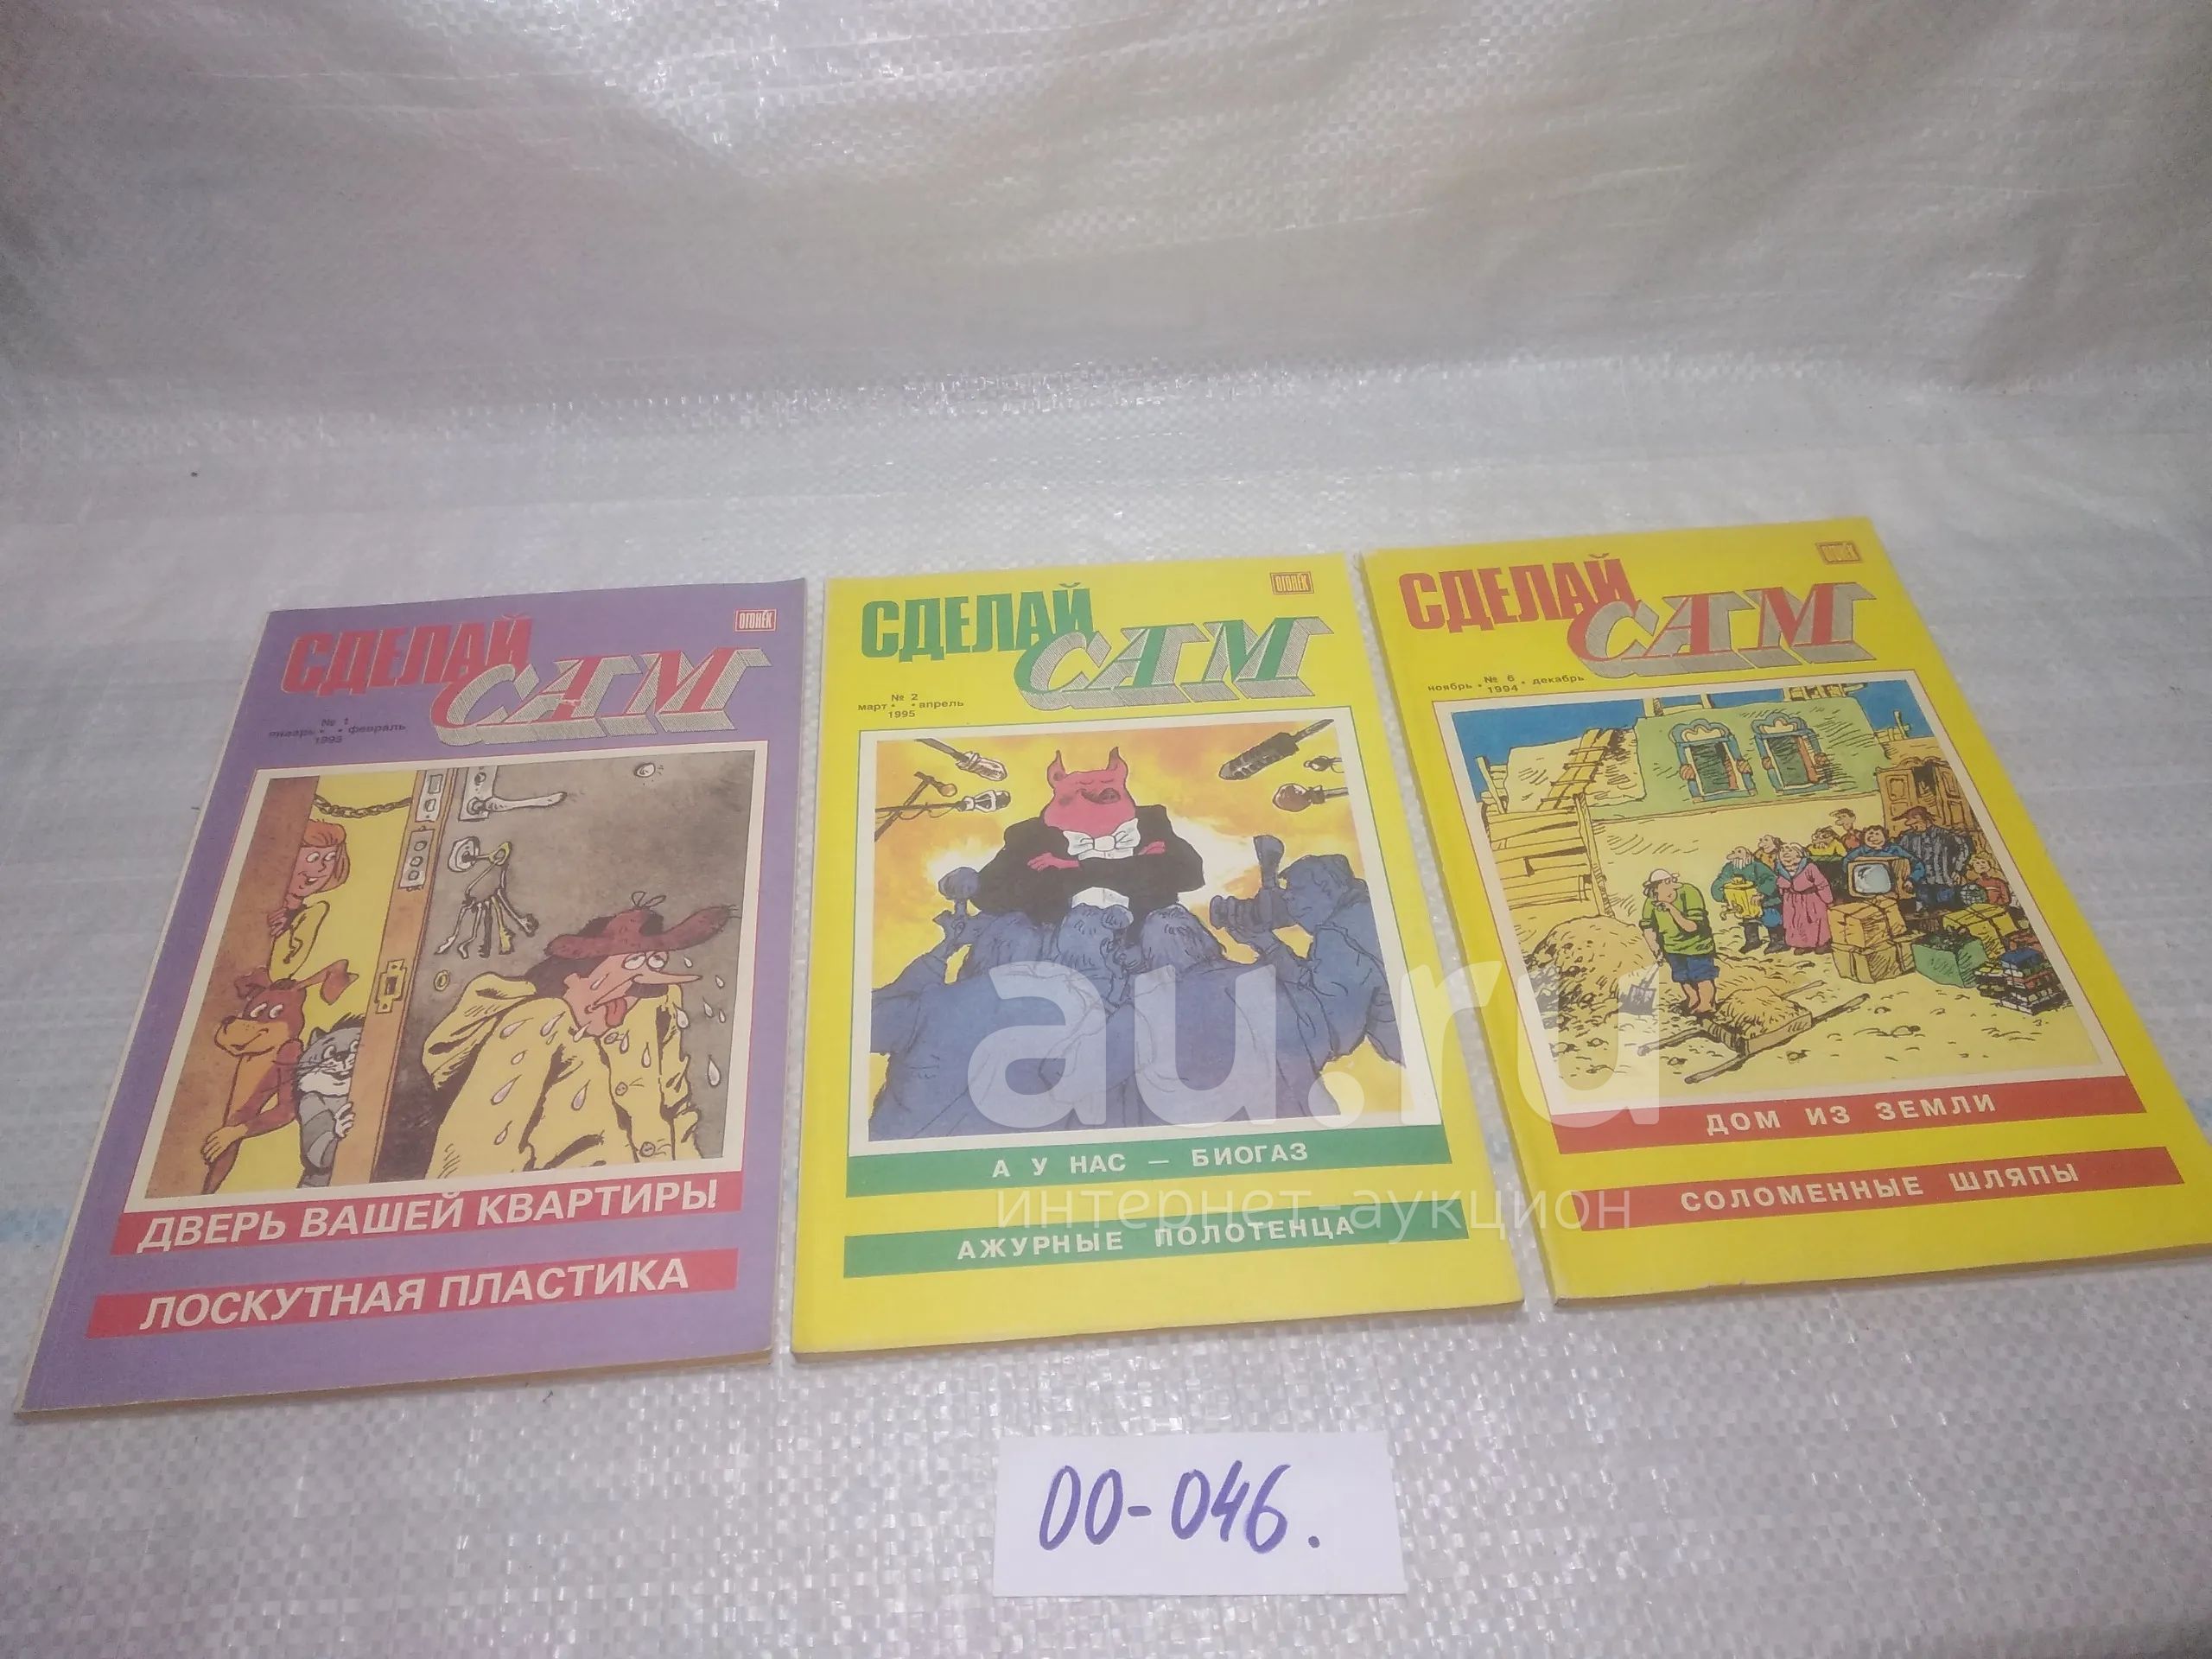 ОГОНЁК
СДЕЛАЙ
САМ
№ 1
январь • • февраль
1995
ДВЕРЬ ВАШЕЙ КВАРТИРЫ
ЛОСКУТНАЯ ПЛАСТИКА
ОГОНЁК
СДЕЛАЙ
САМ
№ 2
март • • апрель
1995
А У НАС — БИОГАЗ
АЖУРНЫЕ ПОЛОТЕНЦА
ОГОНЁК
СДЕЛАЙ
САМ
№ 6
ноябрь • • декабрь
1994
ДОМ ИЗ ЗЕМЛИ
СОЛОМЕННЫЕ ШЛЯПЫ
au.ru
интернет-аукцион
00-046.